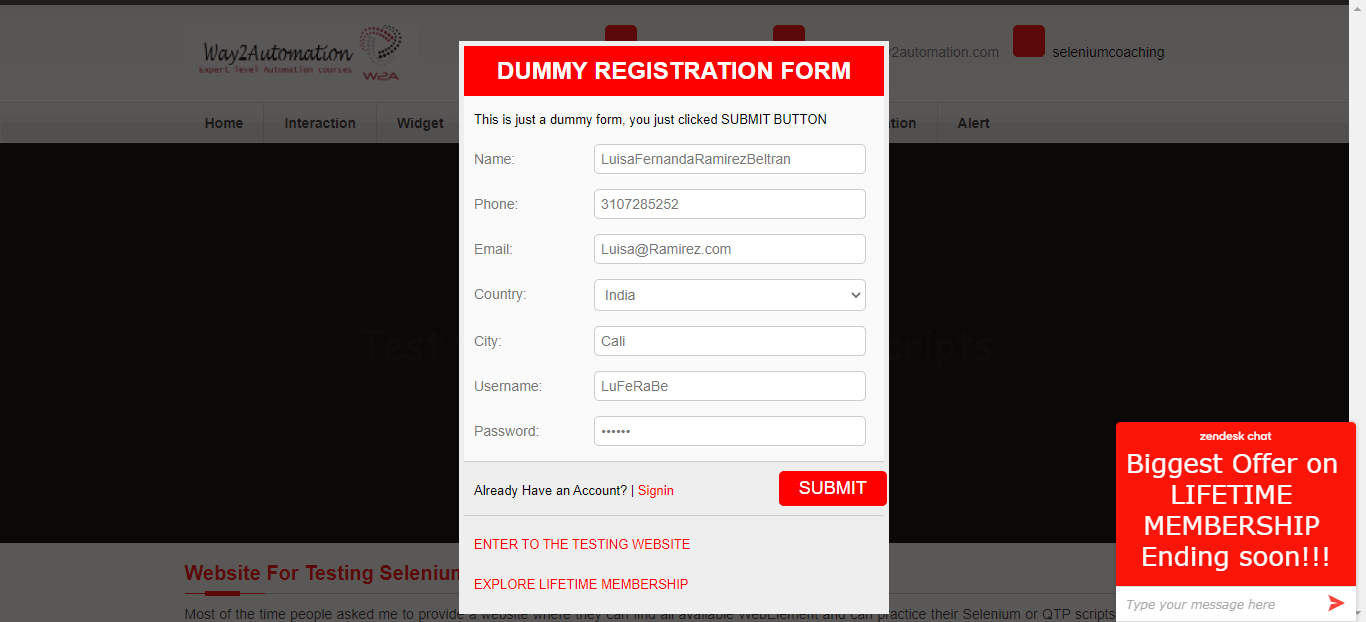 Way2Automation
Expert level Automation courses
W2A
2automation.com
seleniumcoaching
Home
Interaction
Widget
tion
Alert
DUMMY REGISTRATION FORM
This is just a dummy form, you just clicked SUBMIT BUTTON
Name:
LuisaFernandaRamirezBeltran
Phone:
3107285252
Email:
Luisa@Ramirez.com
Country:
India
City:
Cali
Username:
LuFeRaBe
Password:
••••••
Already Have an Account? | Signin
SUBMIT
ENTER TO THE TESTING WEBSITE
EXPLORE LIFETIME MEMBERSHIP
Test
cripts
Website For Testing Selenium
Most of the time people asked me to provide a website where they can find all available WebElement and can practice their Selenium or QTP scripts
zendesk chat
Biggest Offer on
LIFETIME
MEMBERSHIP
Ending soon!!!
Type your message here